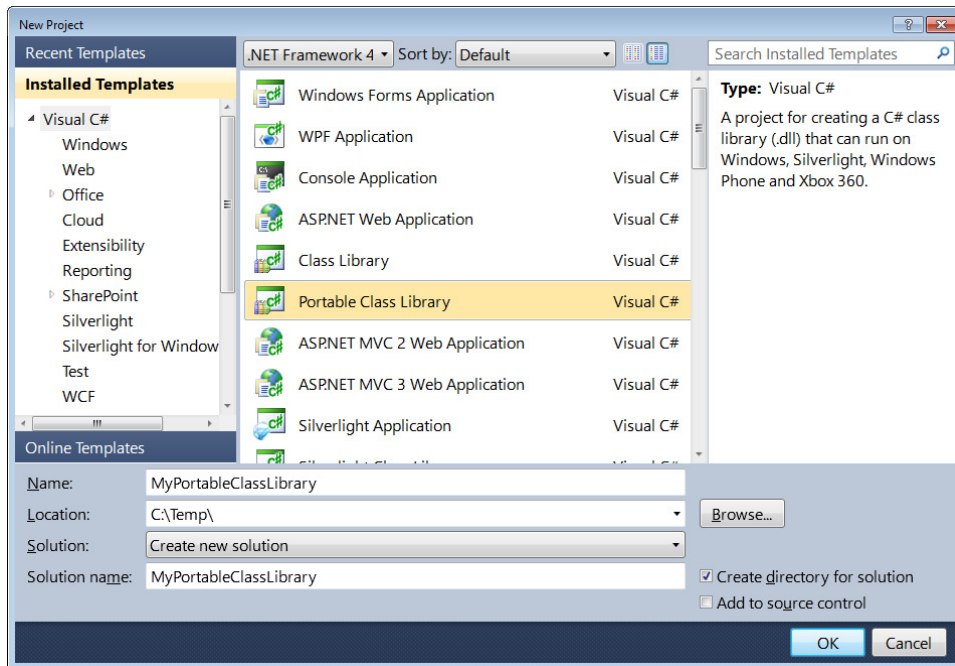 New Project
Recent Templates
Installed Templates
Visual C#
Windows
Web
Office
Cloud
Extensibility
Reporting
SharePoint
Silverlight
Silverlight for Window
Test
WCF
Online Templates
.NET Framework 4 Sort by: Default
Windows Forms Application Visual C#
WPF Application Visual C#
Console Application Visual C#
ASP.NET Web Application Visual C#
Class Library Visual C#
Portable Class Library Visual C#
ASP.NET MVC 2 Web Application Visual C#
ASP.NET MVC 3 Web Application Visual C#
Silverlight Application Visual C#
Search Installed Templates
Type: Visual C#
A project for creating a C# class
library (.dll) that can run on
Windows, Silverlight, Windows
Phone and Xbox 360.
Name: MyPortableClassLibrary
Location: C:\Temp\ Browse...
Solution: Create new solution
Solution name: MyPortableClassLibrary
Create directory for solution
Add to source control
OK Cancel